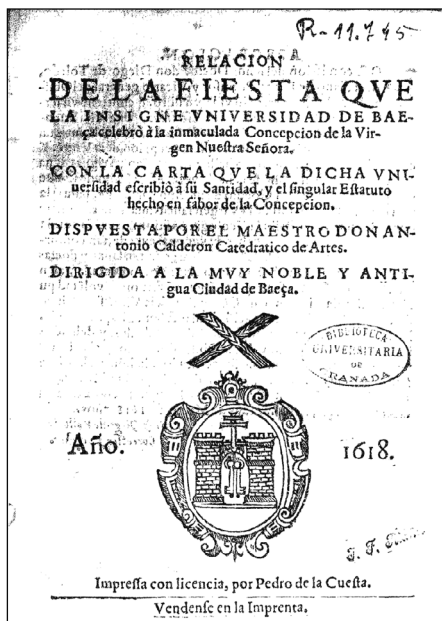 R-11.745
RELACION
DE LA FIESTA QVE
LA INSIGNE VNIVERSIDAD DE BAE-
ça celebrò à la inmaculada Concepcion de la Vir-
gen Nuestra Señora.
CON LA CARTA QVE LA DICHA VNI-
uersidad escribiò à su Santidad, y el singular Estatuto
hecho en fabor de la Concepcion.
DISPVESTA POR EL MAESTRO DON AN-
tonio Calderon Catedratico de Artes.
DIRIGIDA A LA MVY NOBLE Y ANTI-
gua Ciudad de Baeça.
BIBLIOTECA
UNIVERSITARIA
DE
GRANADA
Año. 1618.
Impressa con licencia, por Pedro de la Cuesta.
Vendense en la Imprenta.